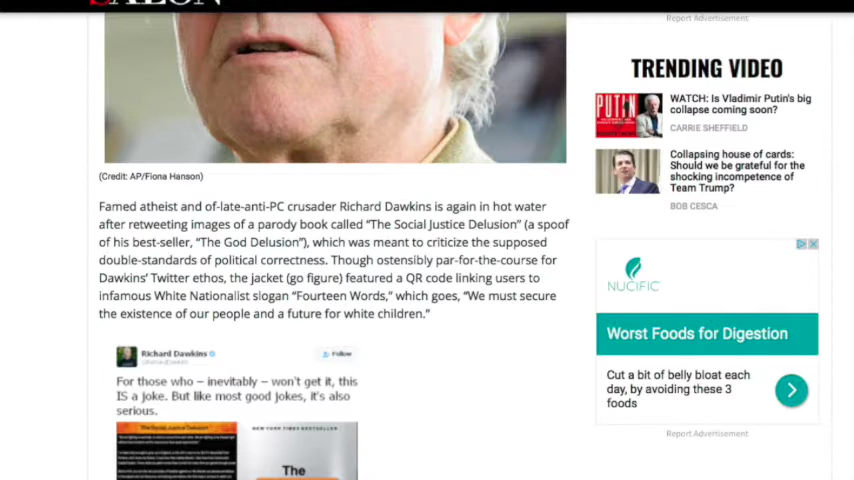 SALON
Report Advertisement
TRENDING VIDEO
PUTIN
WATCH: Is Vladimir Putin's big
collapse coming soon?
CARRIE SHEFFIELD
Collapsing house of cards:
Should we be grateful for the
shocking incompetence of
Team Trump?
BOB CESCA
(Credit: AP/Fiona Hanson)
Famed atheist and of-late-anti-PC crusader Richard Dawkins is again in hot water
after retweeting images of a parody book called “The Social Justice Delusion” (a spoof
of his best-seller, “The God Delusion”), which was meant to criticize the supposed
double-standards of political correctness. Though ostensibly par-for-the-course for
Dawkins’ Twitter ethos, the jacket (go figure) featured a QR code linking users to
infamous White Nationalist slogan “Fourteen Words,” which goes, “We must secure
the existence of our people and a future for white children.”
Richard Dawkins
Follow
For those who – inevitably – won't get it, this
IS a joke. But like most good jokes, it's also
serious.
The Social Justice Delusion
NEW YORK TIMES BESTSELLER
The
NUCIFIC
Worst Foods for Digestion
Cut a bit of belly bloat each
day, by avoiding these 3
foods
Report Advertisement